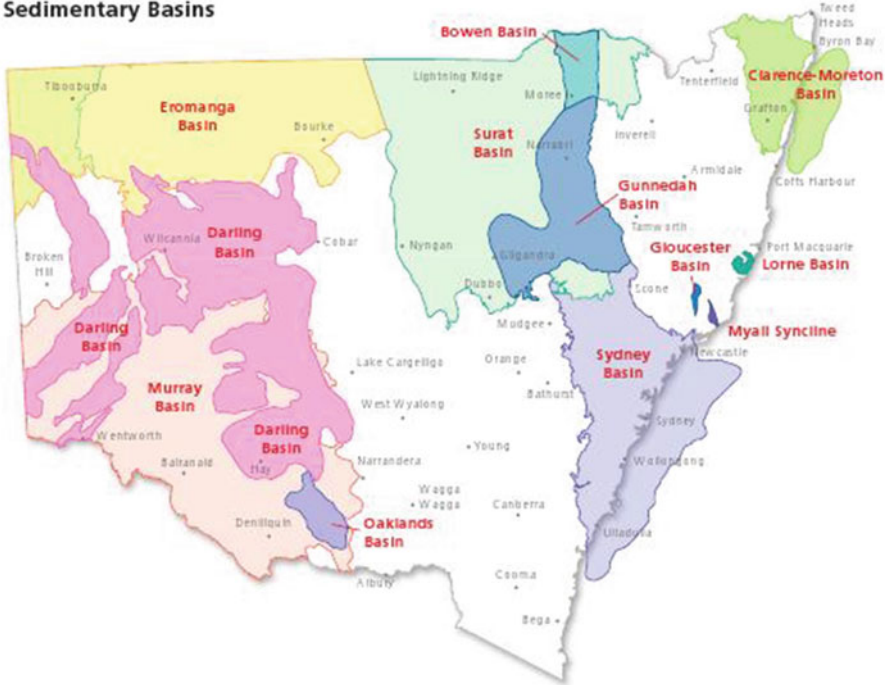 Sedimentary Basins
Tweed
Heads
Bowen Basin
Byron Bay
Lightning Ridge
Tenterfield
Clarence-Moreton
Basin
Tibooburra
Moree
Eromanga
Basin
Grafton
Bourke
Surat
Basin
Inverell
Narrabri
Armidale
Coffs Harbour
Gunnedah
Basin
Tamworth
Wilcannia
Darling
Basin
Cobar
Nyngan
Gloucester
Basin
Port Macquarie
Broken
Hill
Gilgandra
Lorne Basin
Dubbo
Scone
Mudgee
Darling
Basin
Myall Syncline
Newcastle
Sydney
Basin
Lake Cargelligo
Orange
Murray
Basin
Bathurst
West Wyalong
Sydney
Wentworth
Darling
Basin
Young
Balranald
Hay
Narrandera
Wollongong
Wagga
Wagga
Canberra
Deniliquin
Oaklands
Basin
Ulladulla
Albury
Cooma
Bega